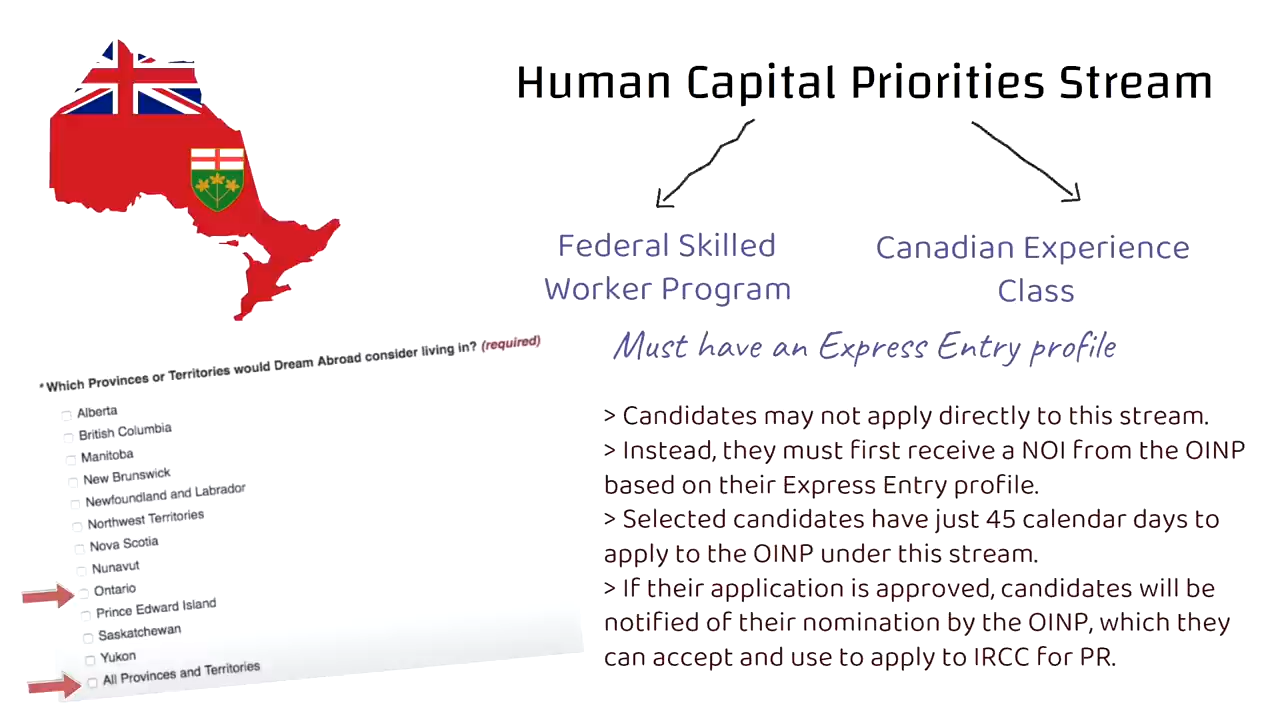 Human Capital Priorities Stream
Federal Skilled
Worker Program
Canadian Experience
Class
Must have an Express Entry profile
* Which Provinces or Territories would Dream Abroad consider living in? (required)
Alberta
British Columbia
Manitoba
New Brunswick
Newfoundland and Labrador
Northwest Territories
Nova Scotia
Nunavut
Ontario
Prince Edward Island
Saskatchewan
Yukon
All Provinces and Territories
> Candidates may not apply directly to this stream.
> Instead, they must first receive a NOI from the OINP
based on their Express Entry profile.
> Selected candidates have just 45 calendar days to
apply to the OINP under this stream.
> If their application is approved, candidates will be
notified of their nomination by the OINP, which they
can accept and use to apply to IRCC for PR.